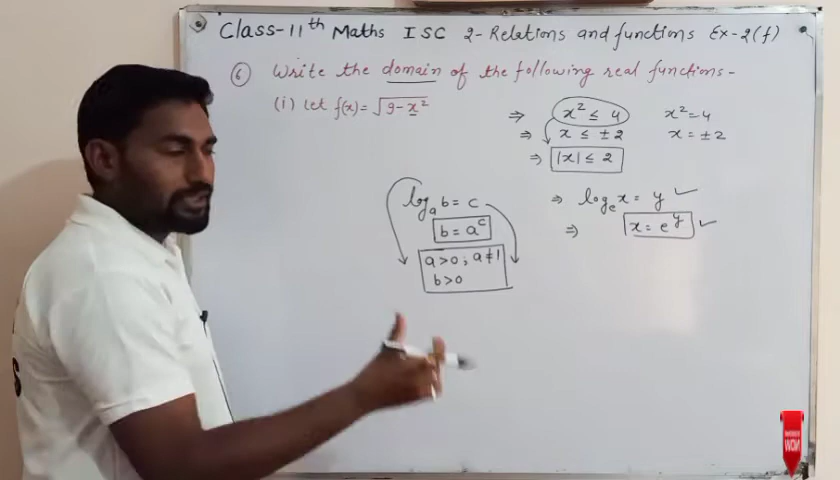 Class-11th Maths ISC 2-Relations and functions Ex-2(f)
6 Write the domain of the following real functions-
(i) let f(x)= √9-x²
⇒ x² ≤ 4 x²=4
⇒ x ≤ ±2 x=±2
⇒ |x| ≤ 2
logₐ b = c
b = aᶜ
a>0; a≠1
b>0
⇒ logₑ x = y ✓
⇒ x = eʸ ✓